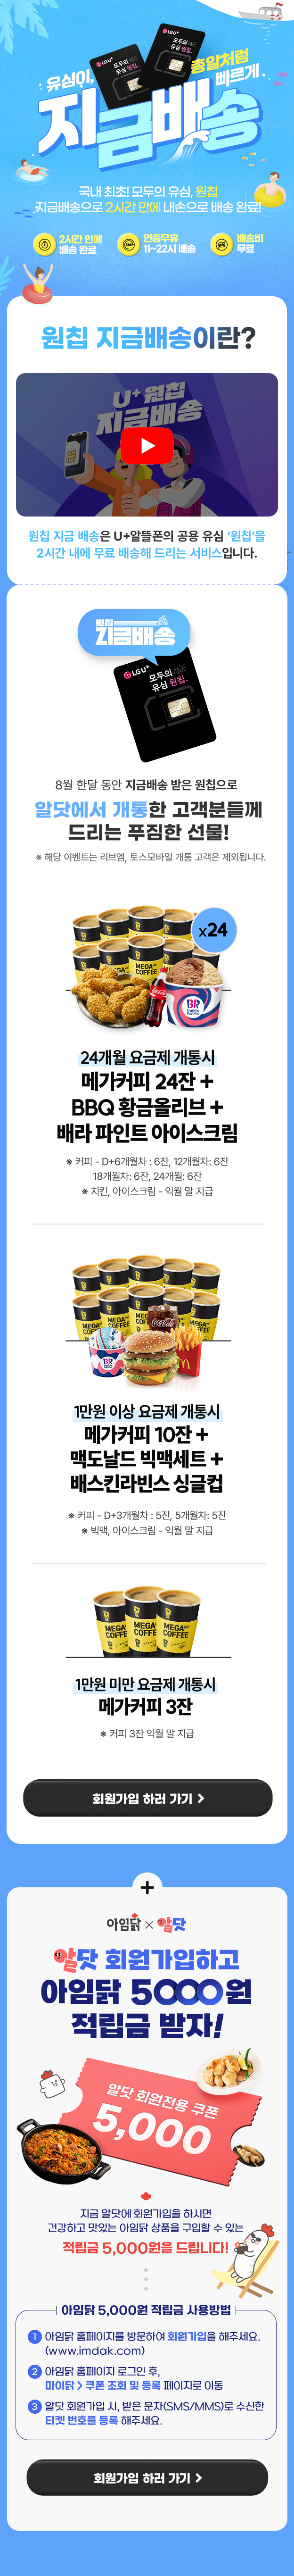 유심이,
총알처럼
빠르게
지금배송
LG U+
모두의
유심 원칩.
LG U+
모두의
유심 원칩.
국내 최초! 모두의 유심, 원칩
지금배송으로 2시간 만에 내손으로 배송 완료!
2시간 만에
배송 완료
연중무휴
11~22시 배송
배송비
무료
원칩 지금배송이란?
U+ 원칩
지금배송
원칩 지금 배송은 U+알뜰폰의 공용 유심 '원칩'을
2시간 내에 무료 배송해 드리는 서비스입니다.
원칩
지금배송
LG U+
모두의
유심 원칩.
8월 한달 동안 지금배송 받은 원칩으로
알닷에서 개통한 고객분들께
드리는 푸짐한 선물!
※ 해당 이벤트는 리브엠, 토스모바일 개통 고객은 제외됩니다.
x24
MEGA
COFFEE
Coca-Cola
BR
24개월 요금제 개통시
메가커피 24잔 +
BBQ 황금올리브 +
배라 파인트 아이스크림
※ 커피 - D+6개월차 : 6잔, 12개월차: 6잔
18개월차: 6잔, 24개월: 6잔
※ 치킨, 아이스크림 - 익월 말 지급
MEGA
COFFEE
Coca-Cola
BR
1만원 이상 요금제 개통시
메가커피 10잔 +
맥도날드 빅맥세트 +
배스킨라빈스 싱글컵
※ 커피 - D+3개월차 : 5잔, 5개월차: 5잔
※ 빅맥, 아이스크림 - 익월 말 지급
MEGA
COFFEE
1만원 미만 요금제 개통시
메가커피 3잔
※ 커피 3잔 익월 말 지급
회원가입 하러 가기 >
+
아임닭 × 알닷
알닷 회원가입하고
아임닭 5000원
적립금 받자!
알닷 회원전용 쿠폰
5,000
지금 알닷에 회원가입을 하시면
건강하고 맛있는 아임닭 상품을 구입할 수 있는
적립금 5,000원을 드립니다!
아임닭 5,000원 적립금 사용방법
1 아임닭 홈페이지를 방문하여 회원가입을 해주세요.
(www.imdak.com)
2 아임닭 홈페이지 로그인 후,
마이닭 > 쿠폰 조회 및 등록 페이지로 이동
3 알닷 회원가입 시, 받은 문자(SMS/MMS)로 수신한
티켓 번호를 등록 해주세요.
회원가입 하러 가기 >